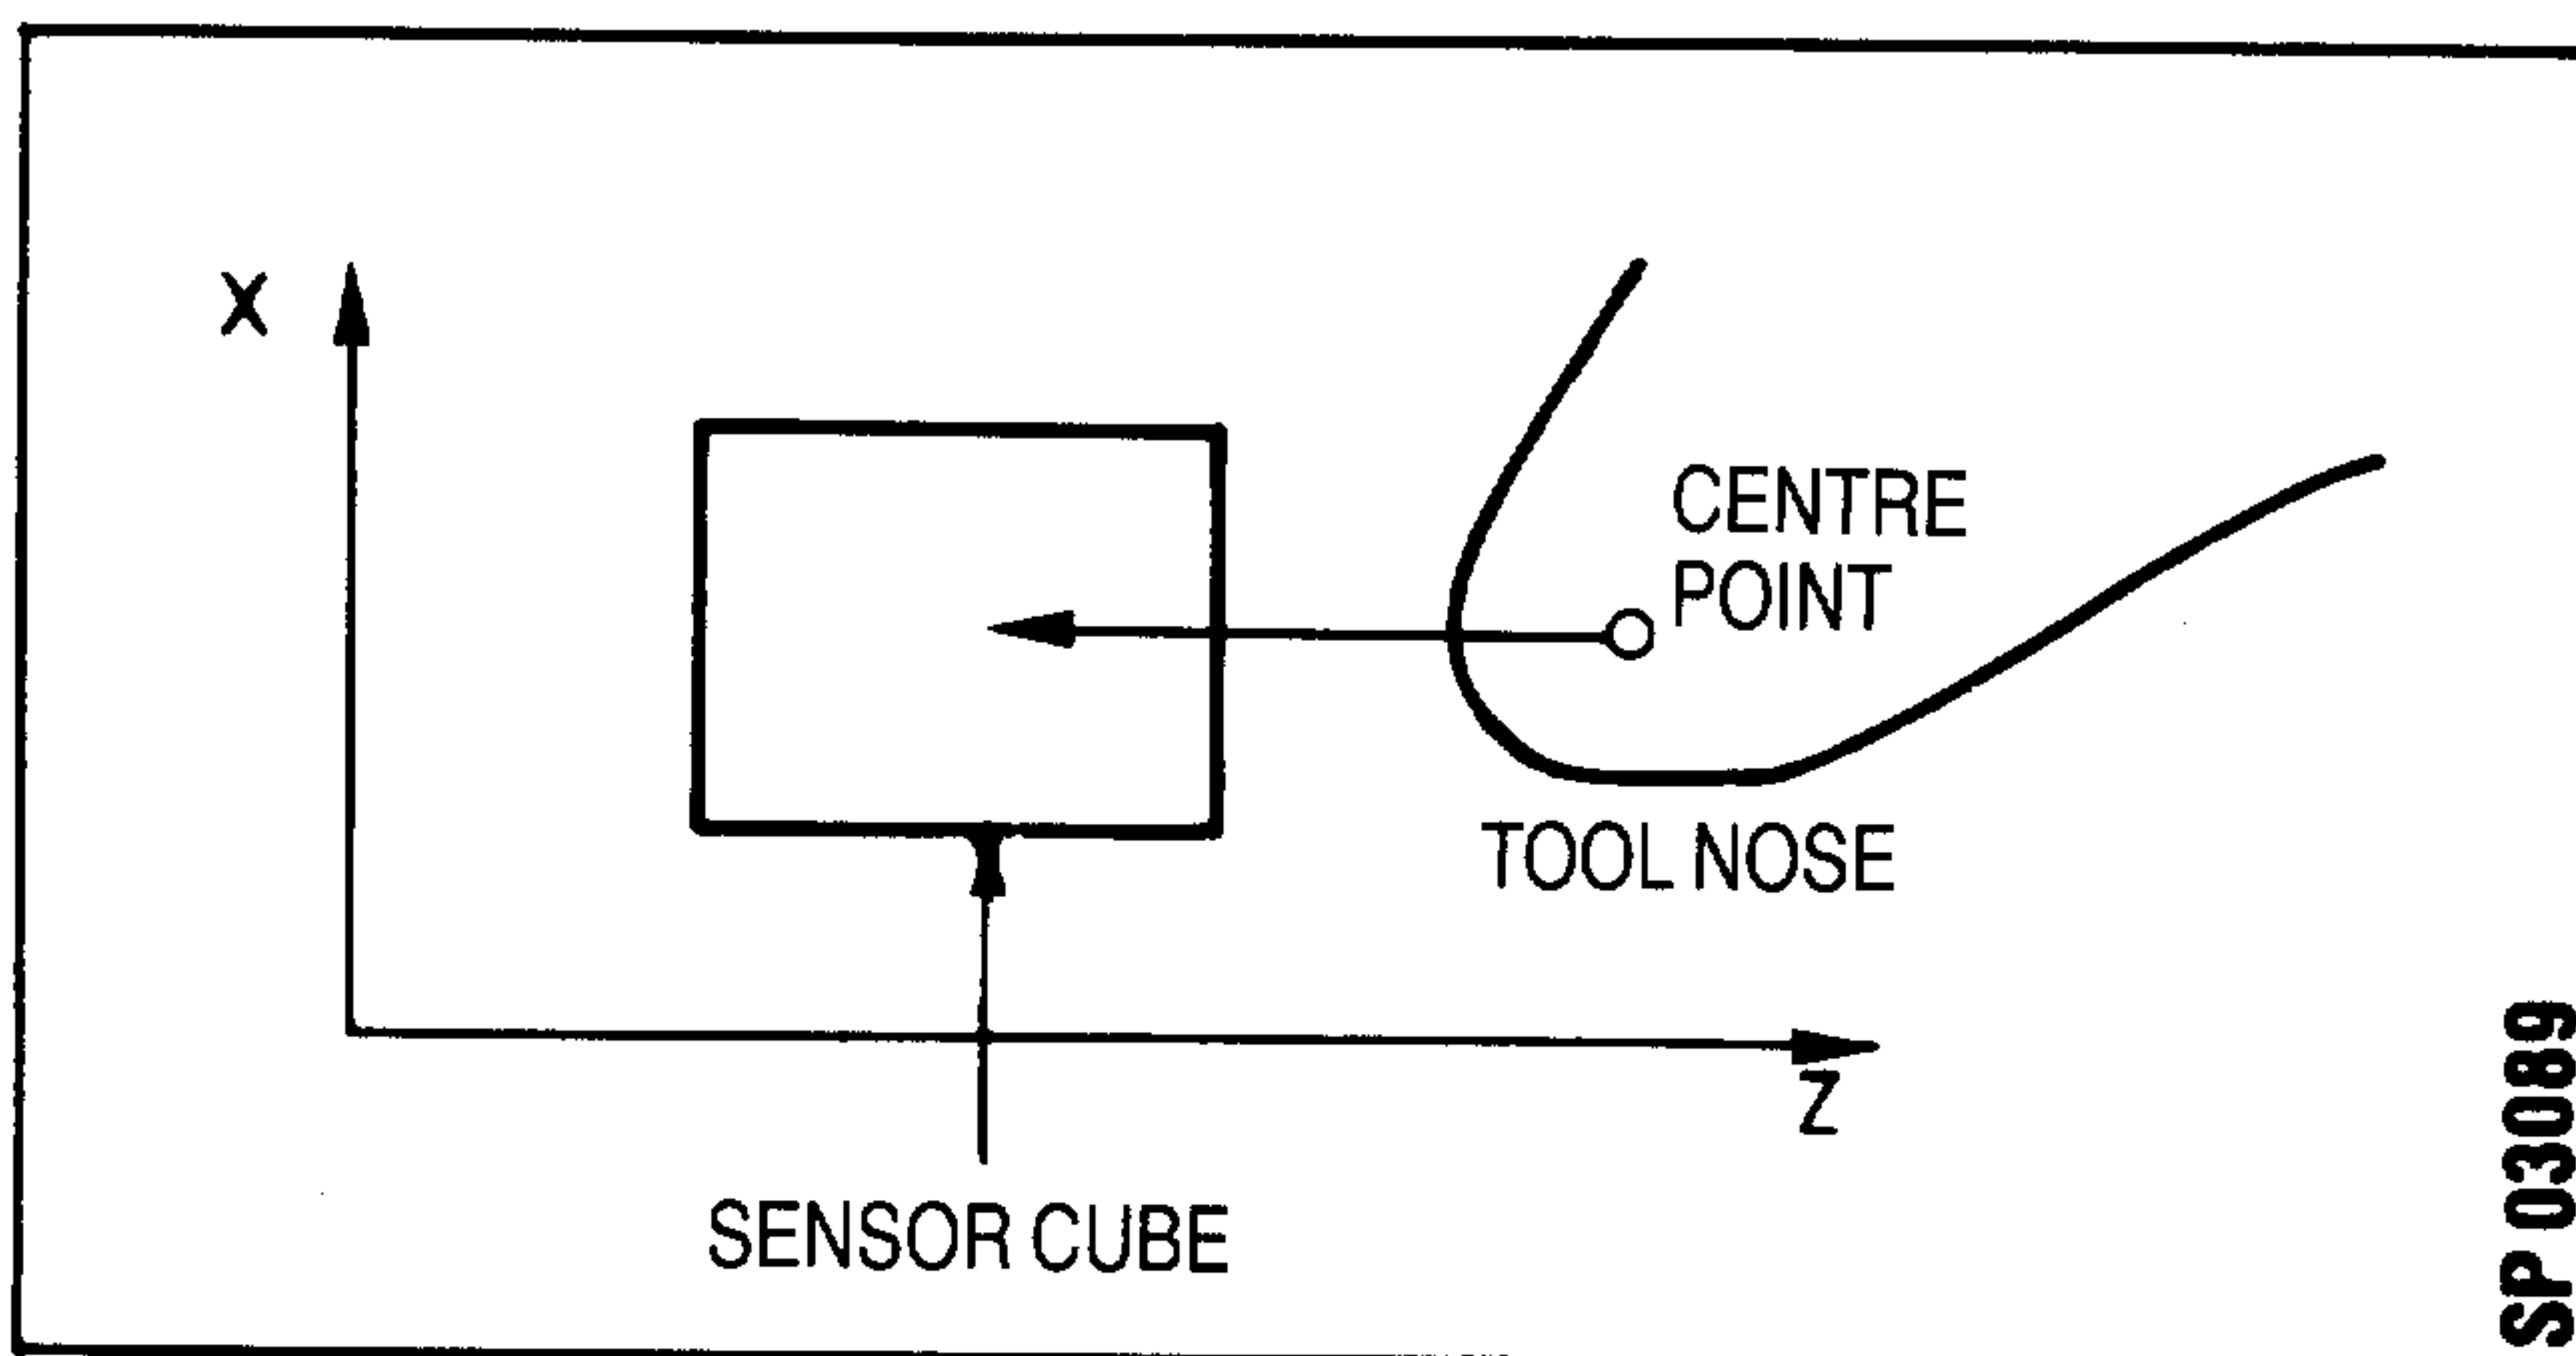 X
CENTRE
POINT
TOOL NOSE
Z
SENSOR CUBE
SP 03089